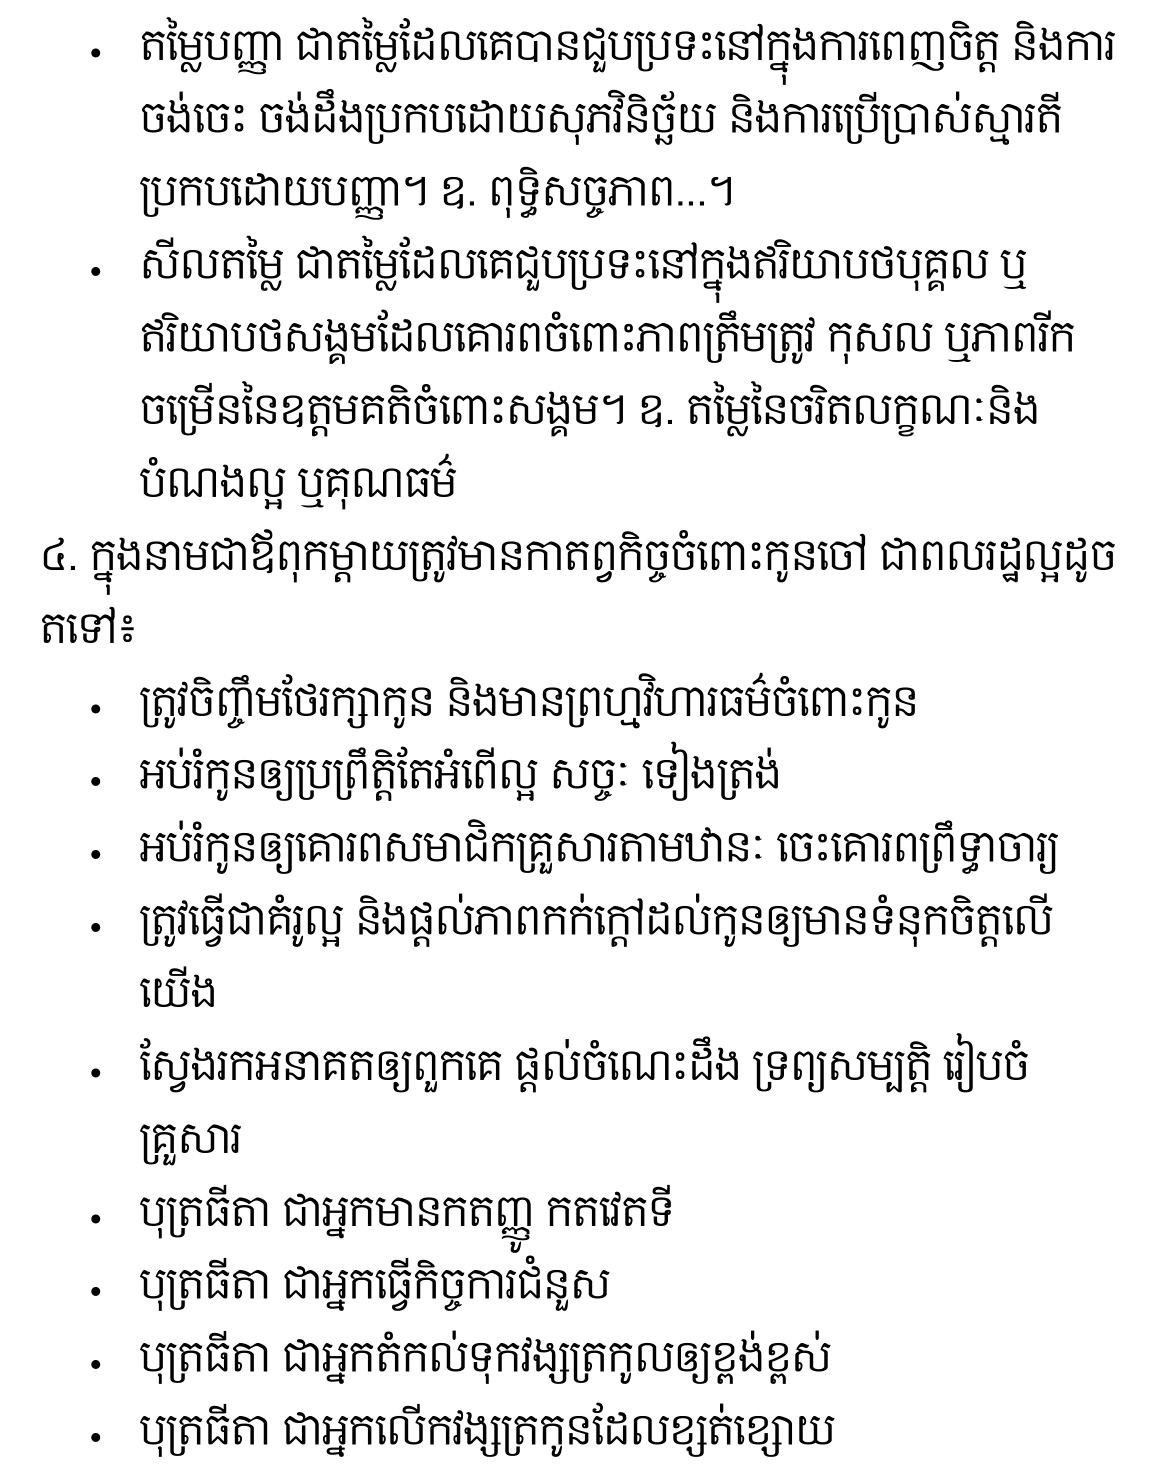 • តម្លៃបញ្ញា ជាតម្លៃដែលគេបានជួបប្រទះនៅក្នុងការពេញចិត្ត និងការ
ចង់ចេះ ចង់ដឹងប្រកបដោយសុភវិនិច្ឆ័យ និងការប្រើប្រាស់ស្មារតី
ប្រកបដោយបញ្ញា។ ឧ. ពុទ្ធិសច្ចភាព...។
• សីលតម្លៃ ជាតម្លៃដែលគេជួបប្រទះនៅក្នុងឥរិយាបថបុគ្គល ឬ
ឥរិយាបថសង្គមដែលគោរពចំពោះភាពត្រឹមត្រូវ កុសល ឬភាពរីក
ចម្រើននៃឧត្តមគតិចំពោះសង្គម។ ឧ. តម្លៃនៃចរិតលក្ខណៈនិង
បំណងល្អ ឬគុណធម៌
៤. ក្នុងនាមជាឪពុកម្តាយត្រូវមានកាតព្វកិច្ចចំពោះកូនចៅ ជាពលរដ្ឋល្អដូច
តទៅ៖
• ត្រូវចិញ្ចឹមថែរក្សាកូន និងមានព្រហ្មវិហារធម៌ចំពោះកូន
• អប់រំកូនឲ្យប្រព្រឹត្តិតែអំពើល្អ សច្ចៈ ទៀងត្រង់
• អប់រំកូនឲ្យគោរពសមាជិកគ្រួសារតាមឋានៈ ចេះគោរពព្រឹទ្ធាចារ្យ
• ត្រូវធ្វើជាគំរូល្អ និងផ្តល់ភាពកក់ក្តៅដល់កូនឲ្យមានទំនុកចិត្តលើ
យើង
• ស្វែងរកអនាគតឲ្យពួកគេ ផ្តល់ចំណេះដឹង ទ្រព្យសម្បត្តិ រៀបចំ
គ្រួសារ
• បុត្រធីតា ជាអ្នកមានកតញ្ញូ កតវេតទី
• បុត្រធីតា ជាអ្នកធ្វើកិច្ចការជំនួស
• បុត្រធីតា ជាអ្នកតំកល់ទុកវង្សត្រកូលឲ្យខ្ពង់ខ្ពស់
• បុត្រធីតា ជាអ្នកលើកវង្សត្រកូនដែលខ្សត់ខ្សោយ